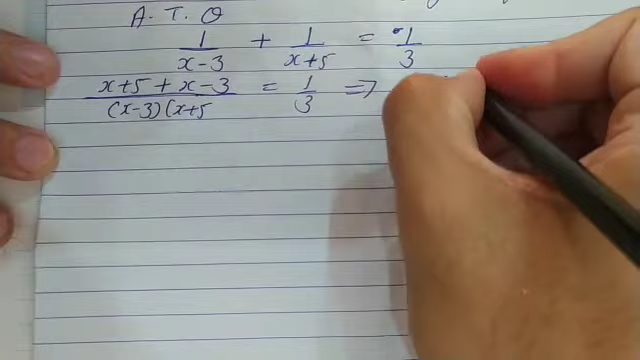 A. T. Q
1/(x-3) + 1/(x+5) = 1/3
(x+5 + x-3)/((x-3)(x+5) = 1/3 ⇒